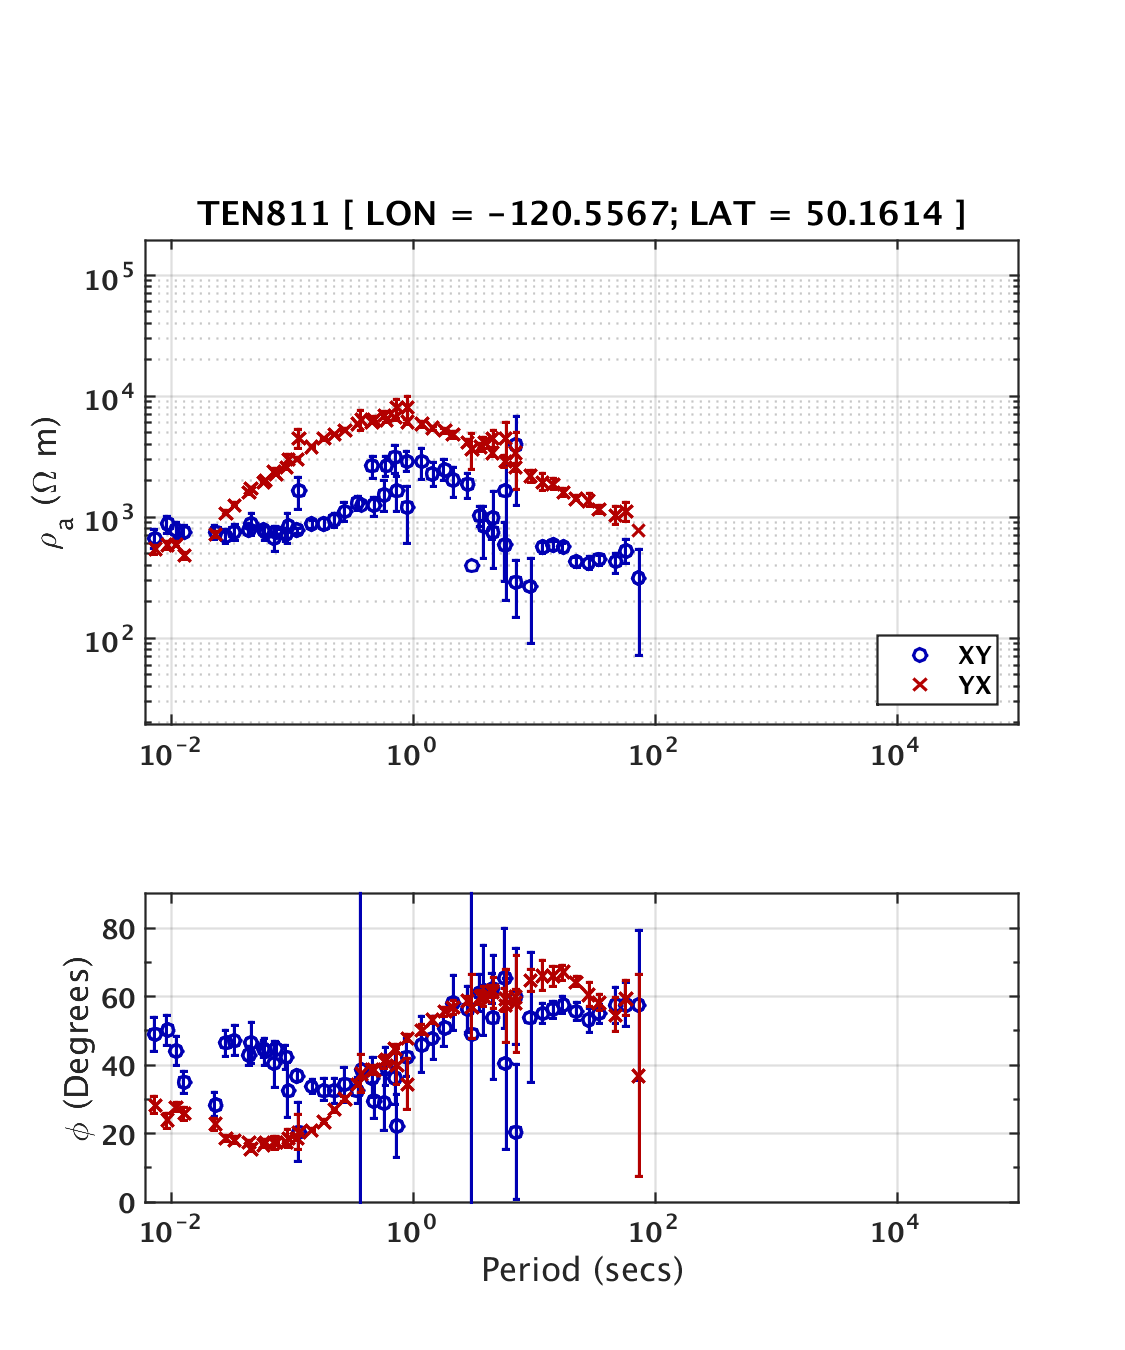 TEN811 [ LON = -120.5567; LAT = 50.1614 ]
10^5
10^4
10^3
10^2
ρ_a (Ω m)
XY
YX
10^-2 10^0 10^2 10^4
80
60
40
20
0
ϕ (Degrees)
10^-2 10^0 10^2 10^4
Period (secs)